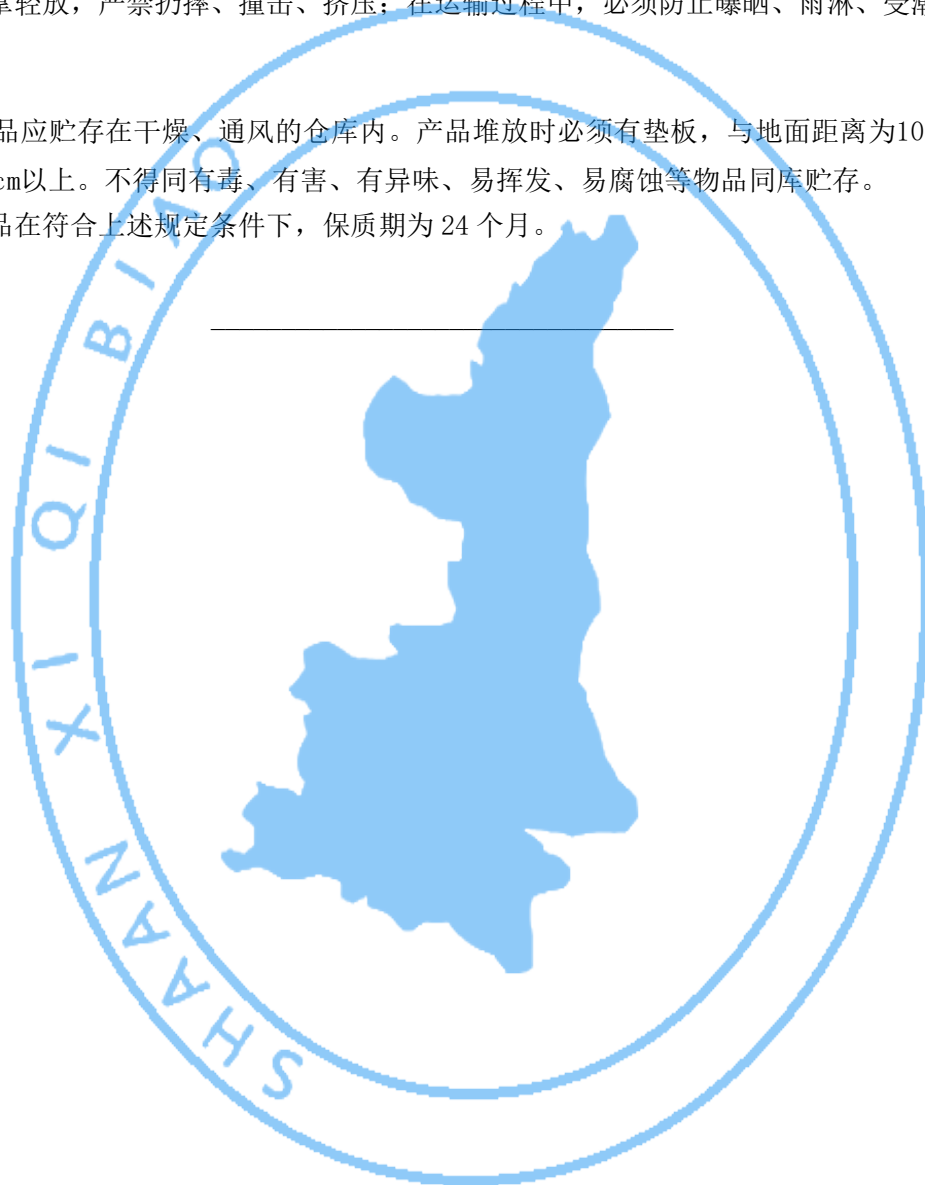 轻放，严禁扔摔、撞击、挤压；在运输过程中，必须防止曝晒、雨淋、受潮
品应贮存在干燥、通风的仓库内。产品堆放时必须有垫板，与地面距离为10
cm以上。不得同有毒、有害、有异味、易挥发、易腐蚀等物品同库贮存。
品在符合上述规定条件下，保质期为 24 个月。
SHAAN XI QI BIAO